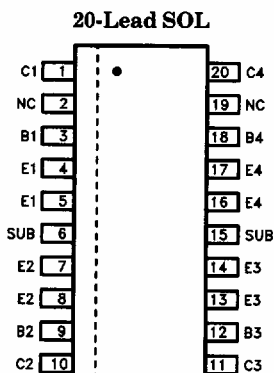 20-Lead SOL
C1 1 20 C4
NC 2 19 NC
B1 3 18 B4
E1 4 17 E4
E1 5 16 E4
SUB 6 15 SUB
E2 7 14 E3
E2 8 13 E3
B2 9 12 B3
C2 10 11 C3